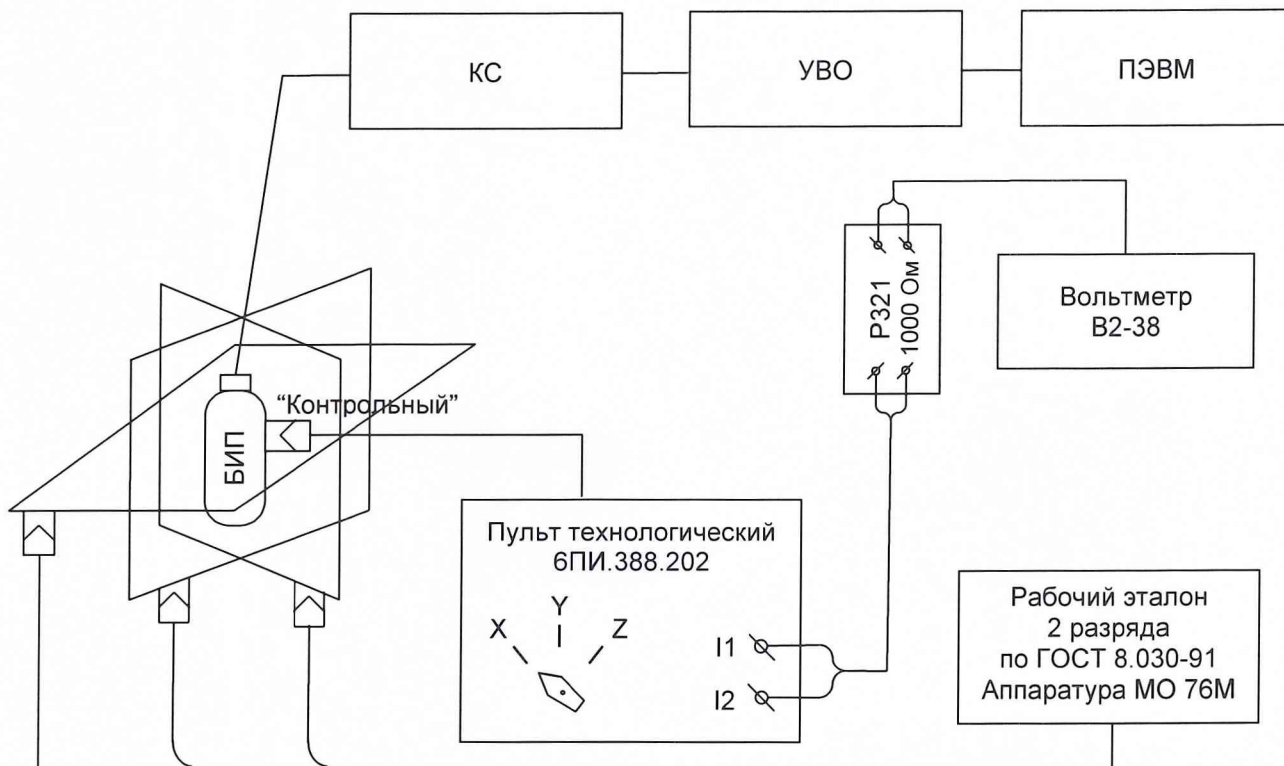 КС
УВО
ПЭВМ
Р321
1000 Ом
Вольтметр
В2-38
“Контрольный”
БИП
Пульт технологический
6ПИ.388.202
X
Y
Z
I1
I2
Рабочий эталон
2 разряда
по ГОСТ 8.030-91
Аппаратура МО 76М